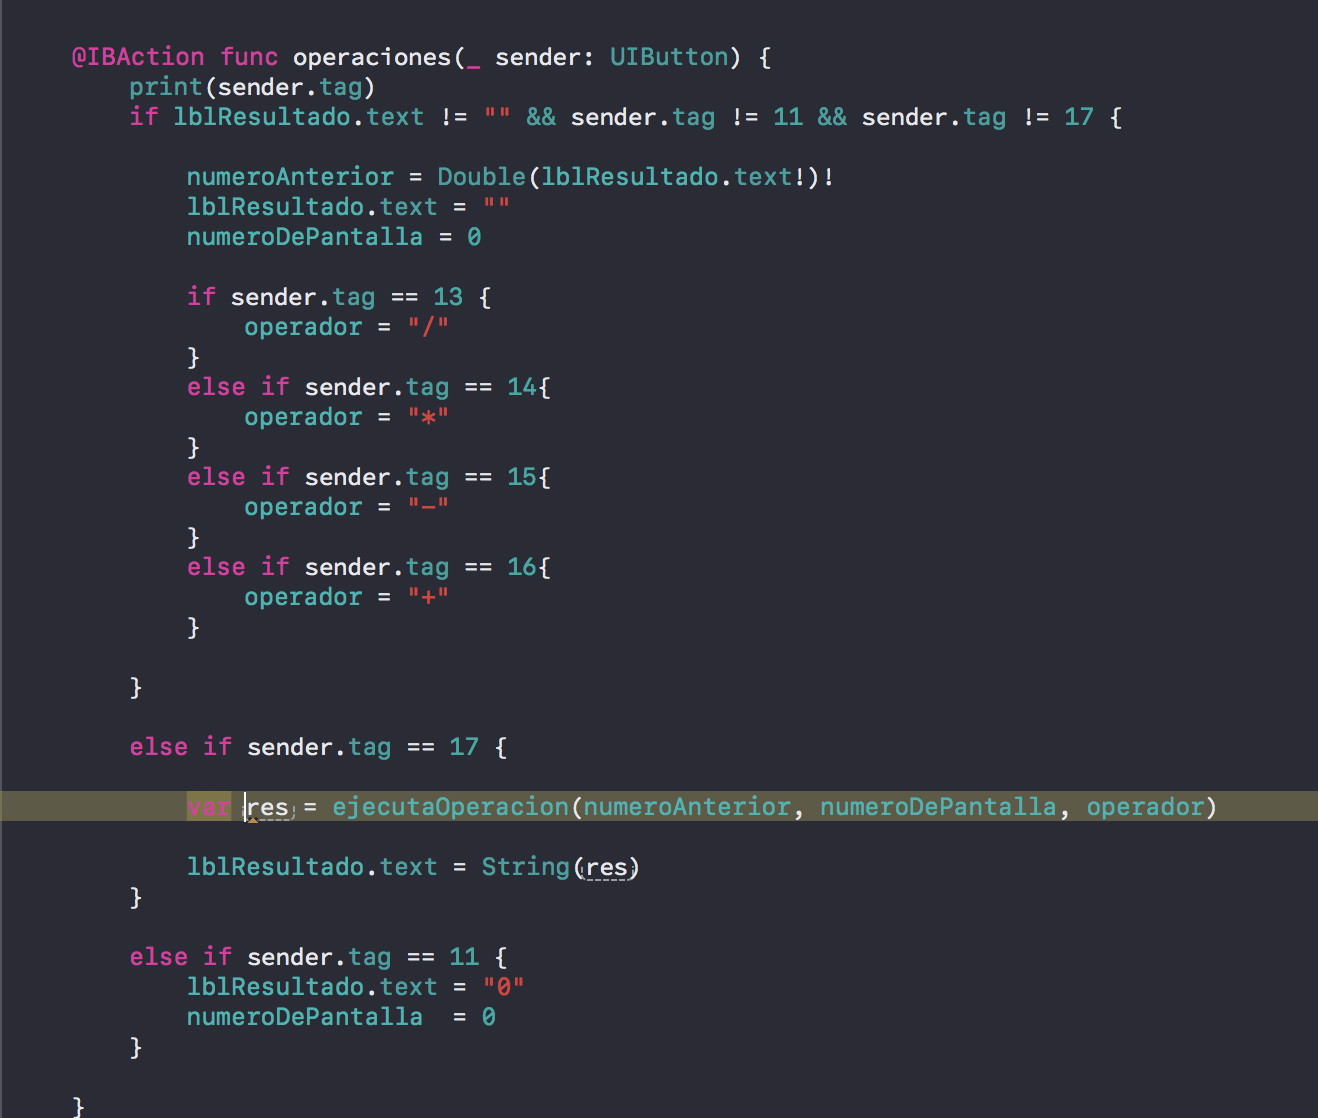 @IBAction func operaciones(_ sender: UIButton) {
print(sender.tag)
if lblResultado.text != "" && sender.tag != 11 && sender.tag != 17 {
numeroAnterior = Double(lblResultado.text!)!
lblResultado.text = ""
numeroDePantalla = 0
if sender.tag == 13 {
operador = "/"
}
else if sender.tag == 14{
operador = "*"
}
else if sender.tag == 15{
operador = "-"
}
else if sender.tag == 16{
operador = "+"
}
}
else if sender.tag == 17 {
var res = ejecutaOperacion(numeroAnterior, numeroDePantalla, operador)
lblResultado.text = String(res)
}
else if sender.tag == 11 {
lblResultado.text = "0"
numeroDePantalla  = 0
}
}